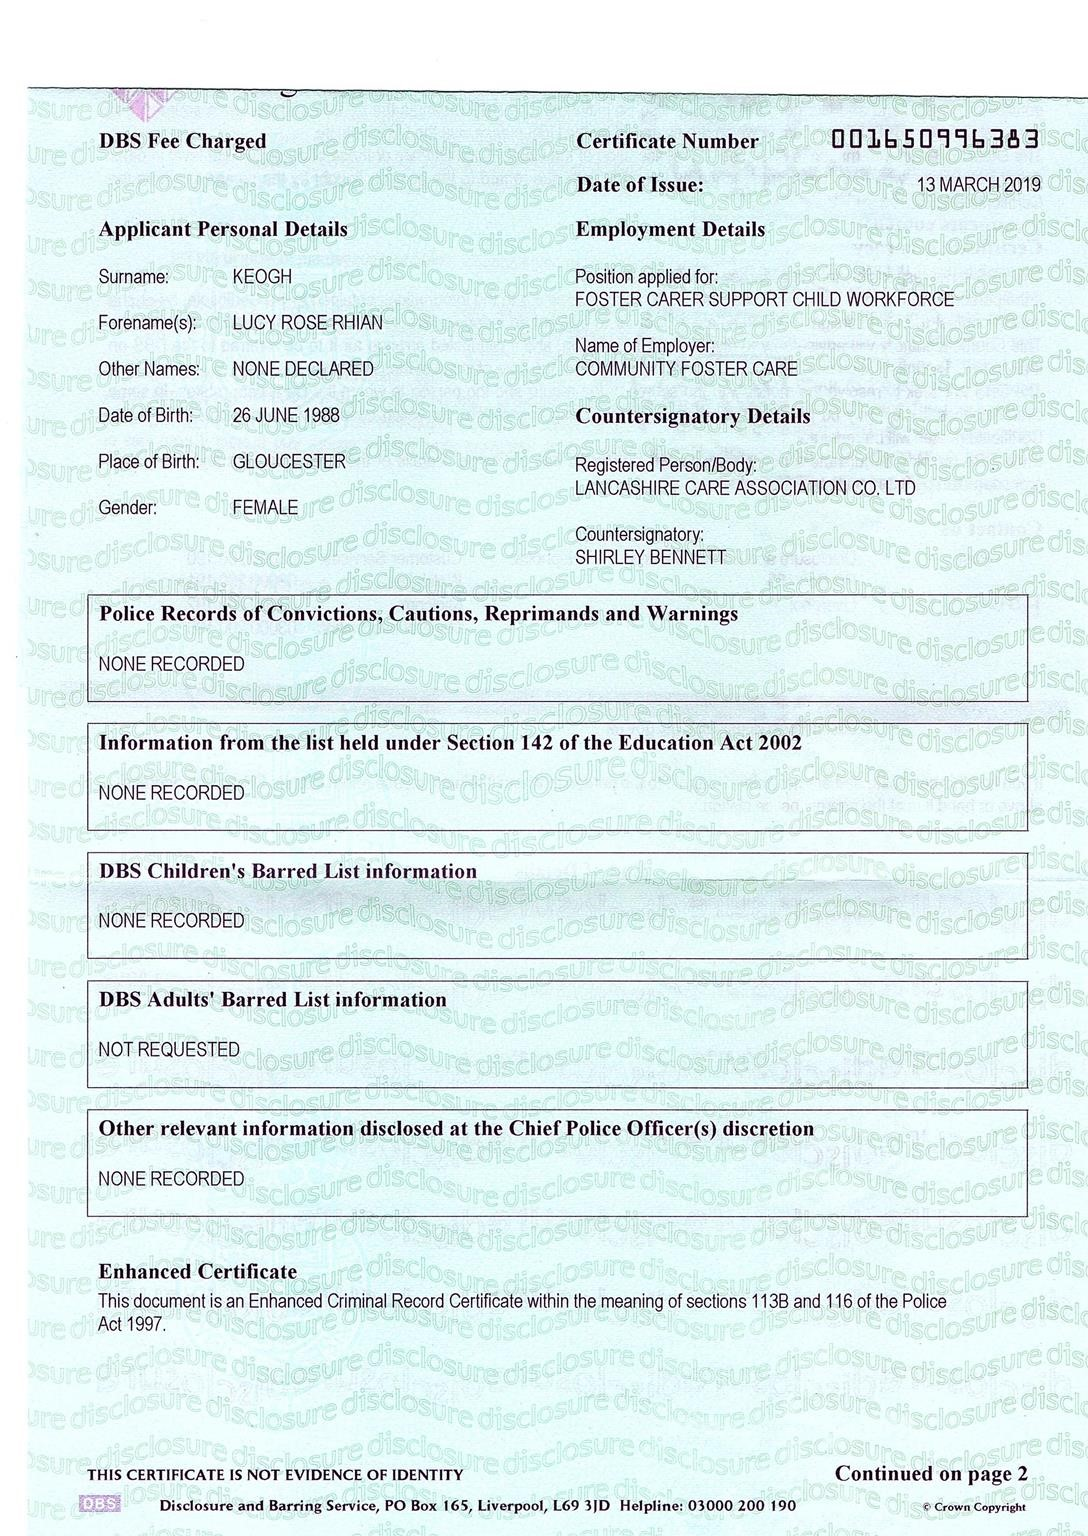 DBS Fee Charged
Certificate Number 001650996383
Date of Issue: 13 MARCH 2019
Applicant Personal Details
Surname: KEOGH
Forename(s): LUCY ROSE RHIAN
Other Names: NONE DECLARED
Date of Birth: 26 JUNE 1988
Place of Birth: GLOUCESTER
Gender: FEMALE
Employment Details
Position applied for:
FOSTER CARER SUPPORT CHILD WORKFORCE
Name of Employer:
COMMUNITY FOSTER CARE
Countersignatory Details
Registered Person/Body:
LANCASHIRE CARE ASSOCIATION CO. LTD
Countersignatory:
SHIRLEY BENNETT
Police Records of Convictions, Cautions, Reprimands and Warnings
NONE RECORDED
Information from the list held under Section 142 of the Education Act 2002
NONE RECORDED
DBS Children's Barred List information
NONE RECORDED
DBS Adults' Barred List information
NOT REQUESTED
Other relevant information disclosed at the Chief Police Officer(s) discretion
NONE RECORDED
Enhanced Certificate
This document is an Enhanced Criminal Record Certificate within the meaning of sections 113B and 116 of the Police
Act 1997.
THIS CERTIFICATE IS NOT EVIDENCE OF IDENTITY
Continued on page 2
DBS
Disclosure and Barring Service, PO Box 165, Liverpool, L69 3JD Helpline: 03000 200 190
© Crown Copyright